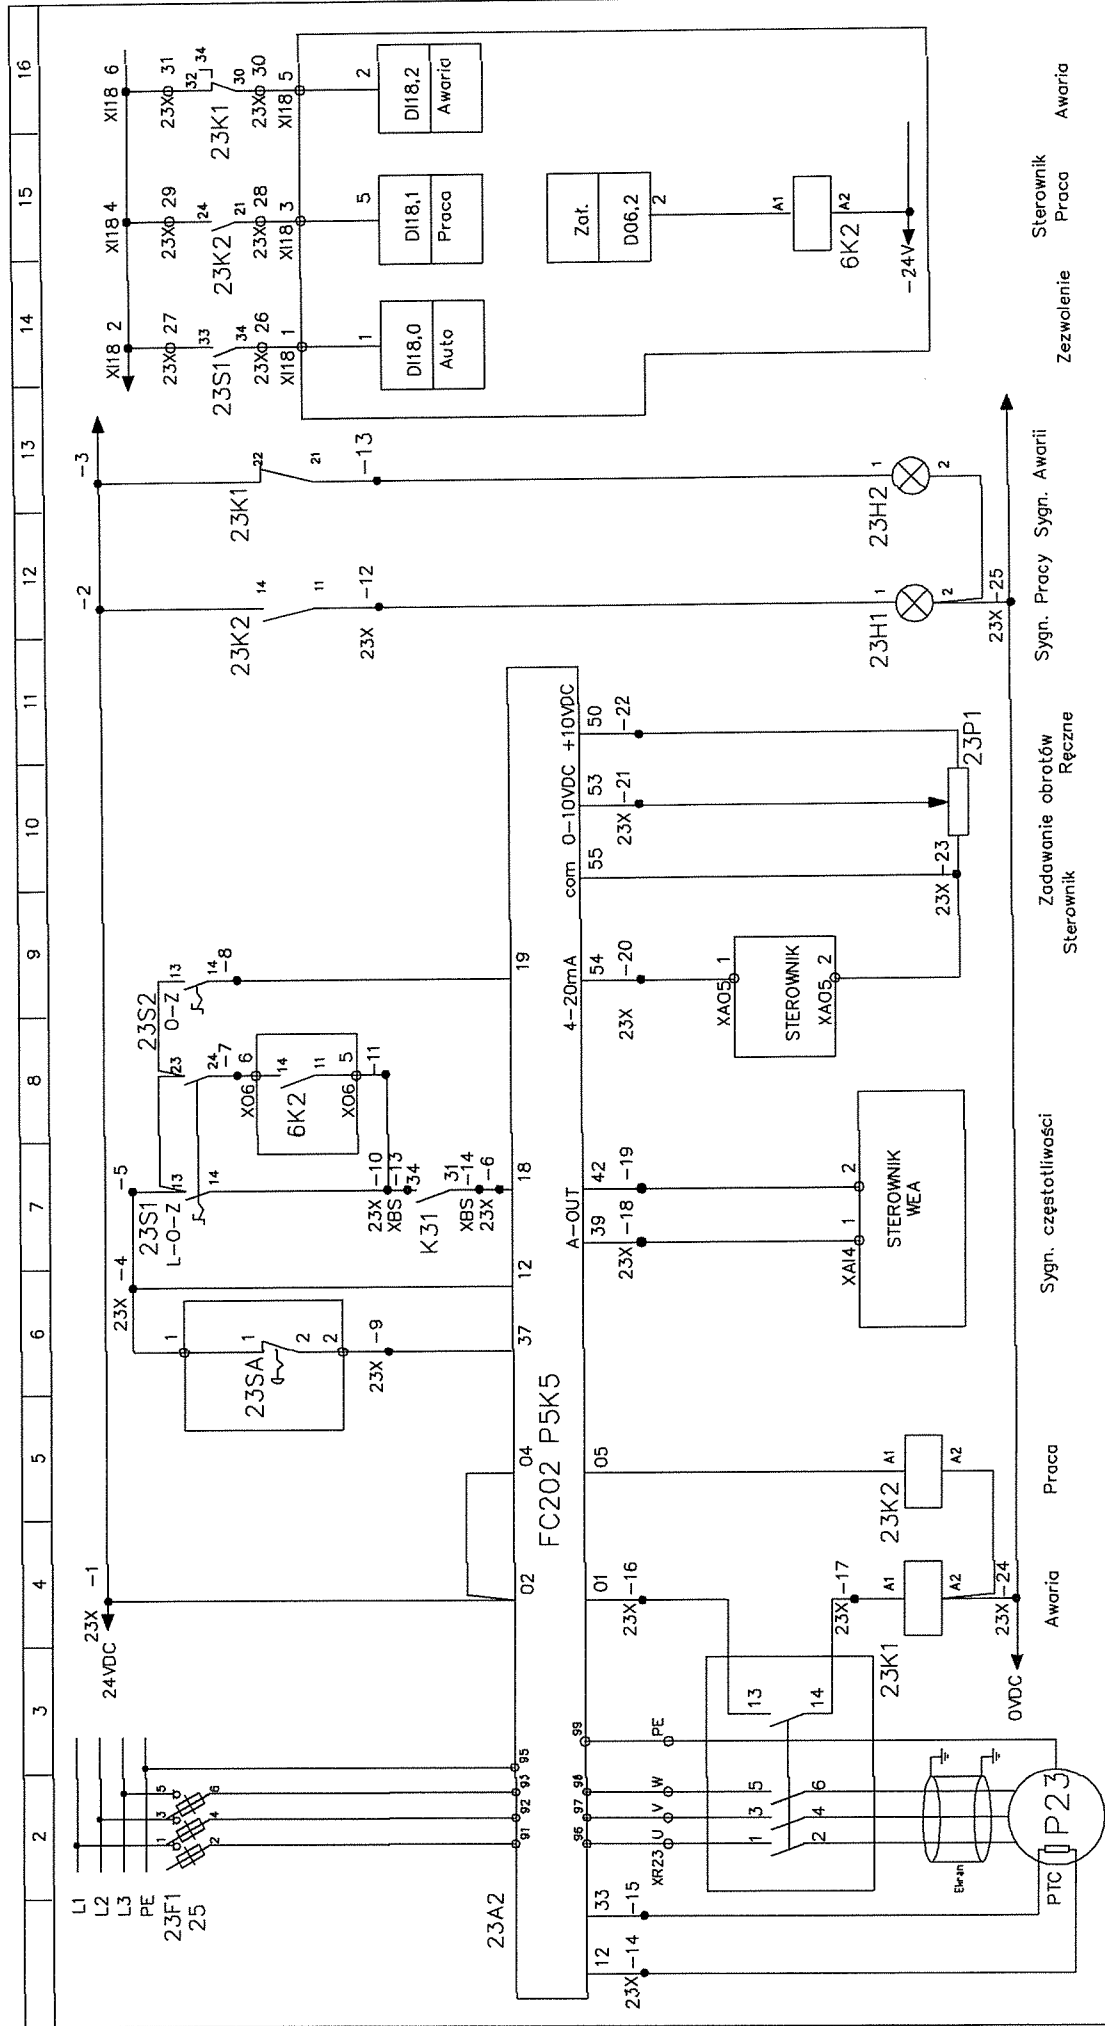 2
3
4
5
6
7
8
9
10
11
12
13
14
15
16
L1
L2
L3
PE
23F1
25
1
3
5
2
4
6
24VDC
23X -1
23X -4
-5
-2
-3
23SA
1
1
2
2
23X -9
23S1
L-O-Z
13
14
23
24
-7
23S2
O-Z
13
14
-8
XO6 6
14
6K2
11
XO6 5
-11
23X -10
XBS -13
34
K31
31
XBS -14
23X -6
23K2
14
11
23X -12
23K1
22
21
-13
XI18 2
23X 27
33
23S1
34
23X 26
XI18 1
1
DI18,0
Auto
XI18 4
23X 29
24
23K2
21
23X 28
XI18 3
5
DI18,1
Praca
XI18 6
23X 31
34
32
23K1
30
23X 30
XI18 5
2
DI18,2
Awaria
Zał.
DO6,2
2
A1
6K2
A2
-24V
23A2
91
92
93
95
02
04
37
12
18
19
FC202 P5K5
12
33
96
97
98
99
01
05
A-OUT
39
42
4-20mA
54
com
55
0-10VDC
53
+10VDC
50
23X -14
-15
XR23 U
V
W
PE
1
3
5
2
4
6
13
14
23X -16
23X -17
23X -18
-19
23X -20
23X -21
-22
23X -23
XAI4 1
2
STEROWNIK
WEA
XAO5 1
STEROWNIK
XAO5 2
23P1
23H1
1
2
23H2
1
2
23X -25
23K1
A1
A2
23K2
A1
A2
23X -24
0VDC
Ekran
PTC
P23
Awaria
Praca
Sygn. częstotliwości
Zadawanie obrotów
Sterownik
Ręczne
Sygn. Pracy
Sygn. Awarii
Zezwolenie
Sterownik
Praca
Awaria